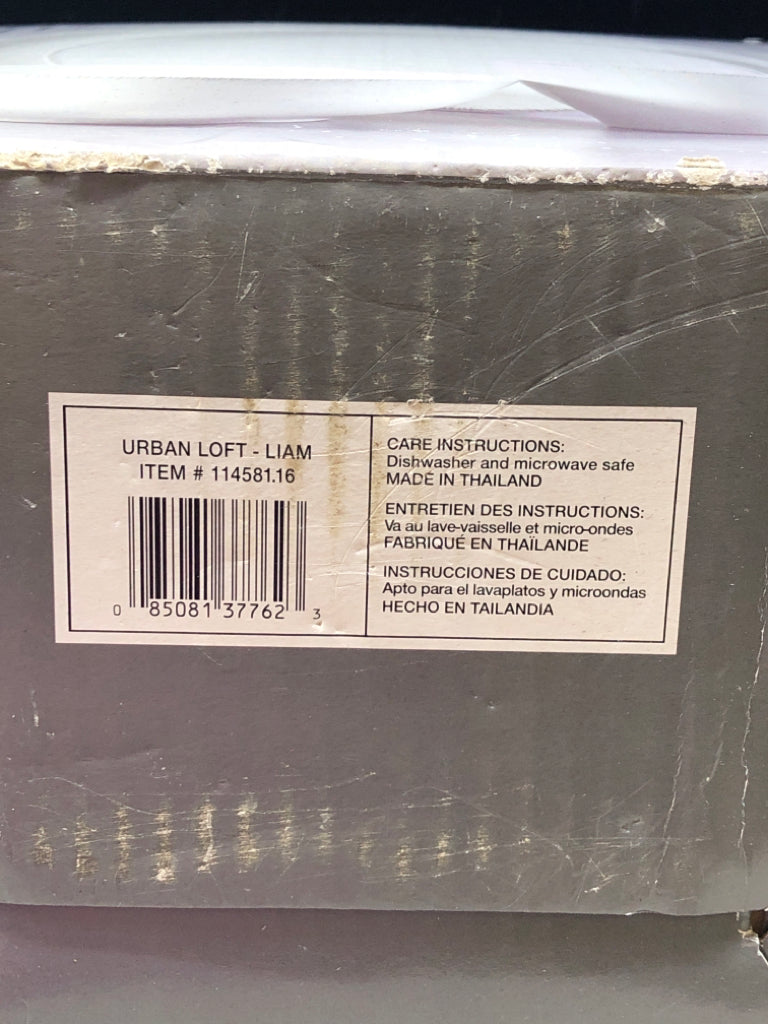 URBAN LOFT - LIAM
ITEM # 114581.16
0 85081 37762 3
CARE INSTRUCTIONS:
Dishwasher and microwave safe
MADE IN THAILAND
ENTRETIEN DES INSTRUCTIONS:
Va au lave-vaisselle et micro-ondes
FABRIQUÉ EN THAÏLANDE
INSTRUCCIONES DE CUIDADO:
Apto para el lavaplatos y microondas
HECHO EN TAILANDIA